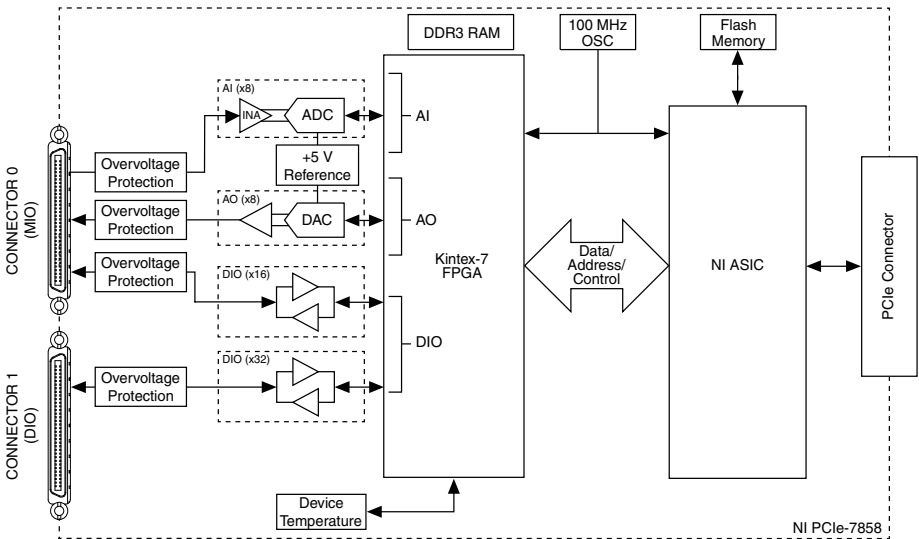 DDR3 RAM
100 MHz
OSC
Flash
Memory
AI (x8)
INA
ADC
AI
+5 V
Reference
Overvoltage
Protection
CONNECTOR 0
(MIO)
AO (x8)
DAC
AO
Overvoltage
Protection
Kintex-7
FPGA
Data/
Address/
Control
NI ASIC
PCIe Connector
Overvoltage
Protection
DIO (x16)
DIO
DIO (x32)
Overvoltage
Protection
CONNECTOR 1
(DIO)
Device
Temperature
NI PCIe-7858